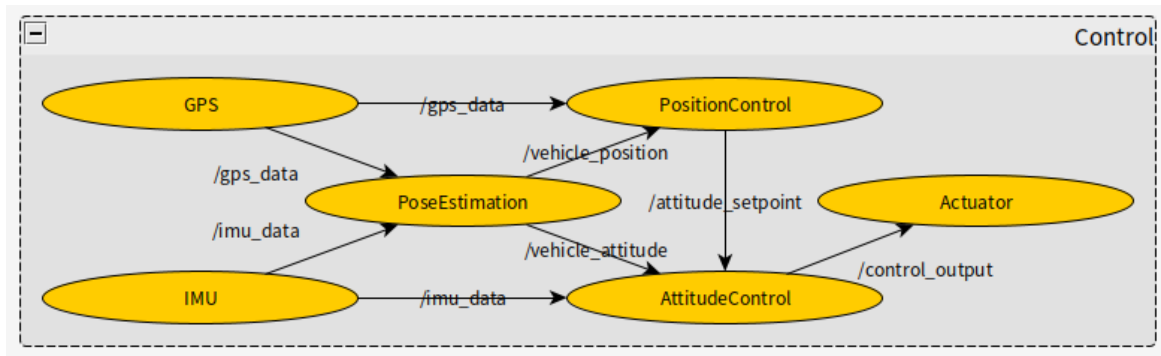 Control
GPS
/gps_data
PositionControl
/vehicle_position
/gps_data
PoseEstimation
/attitude_setpoint
Actuator
/imu_data
/vehicle_attitude
/control_output
IMU
/imu_data
AttitudeControl